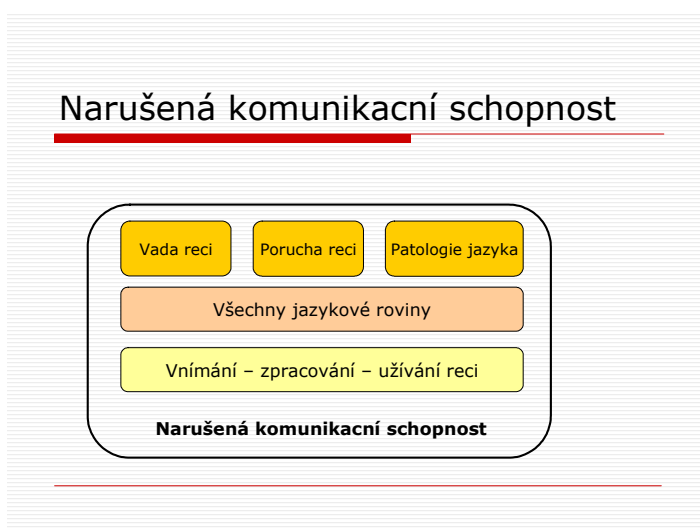 Narušená komunikacní schopnost
Vada reci
Porucha reci
Patologie jazyka
Všechny jazykové roviny
Vnímání – zpracování – užívání reci
Narušená komunikacní schopnost